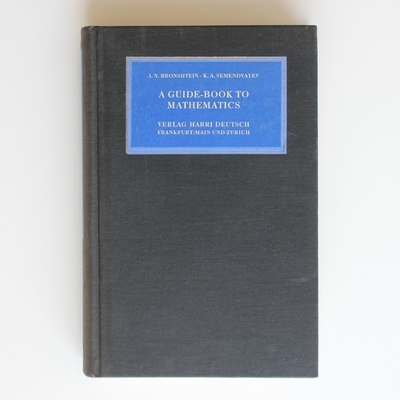 I. N. BRONSHTEIN - K. A. SEMENDYAYEV
A GUIDE-BOOK TO
MATHEMATICS
VERLAG HARRI DEUTSCH
FRANKFURT/MAIN UND ZÜRICH